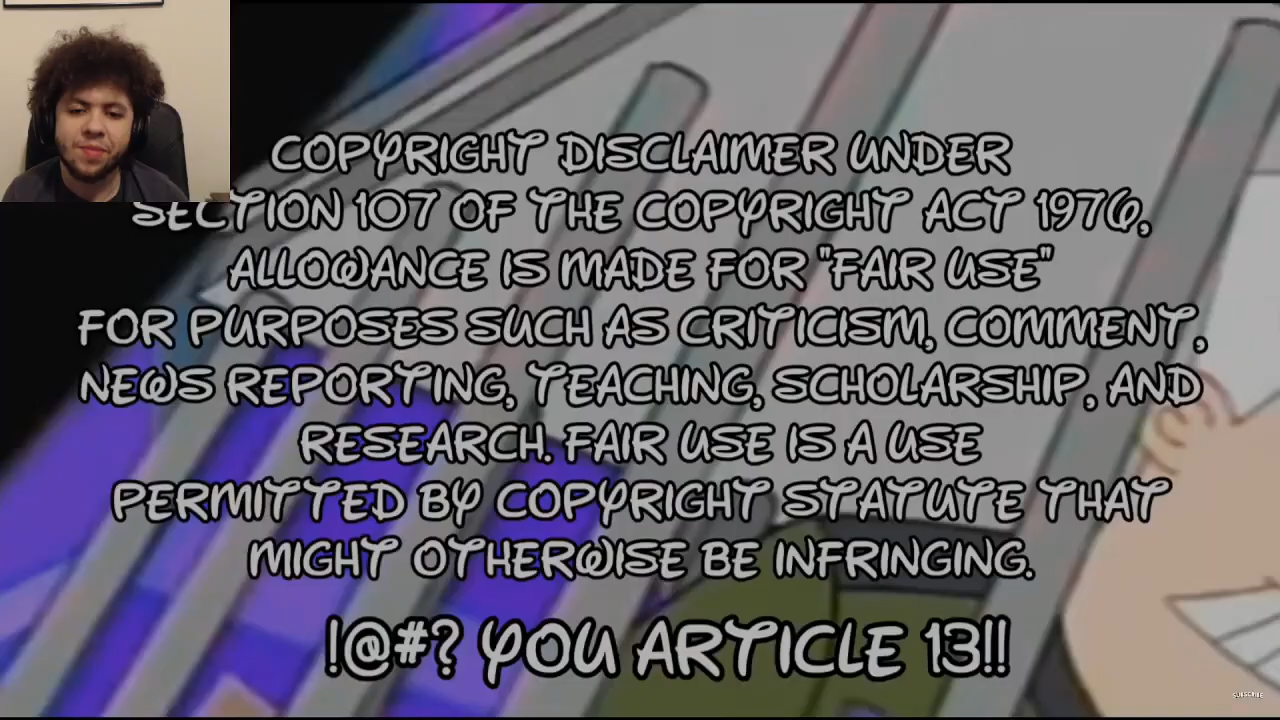 COPYRIGHT DISCLAIMER UNDER
SECTION 107 OF THE COPYRIGHT ACT 1976,
ALLOWANCE IS MADE FOR "FAIR USE"
FOR PURPOSES SUCH AS CRITICISM, COMMENT,
NEWS REPORTING, TEACHING, SCHOLARSHIP, AND
RESEARCH. FAIR USE IS A USE
PERMITTED BY COPYRIGHT STATUTE THAT
MIGHT OTHERWISE BE INFRINGING.
!@#? YOU ARTICLE 13!!
SUBSCRIBE